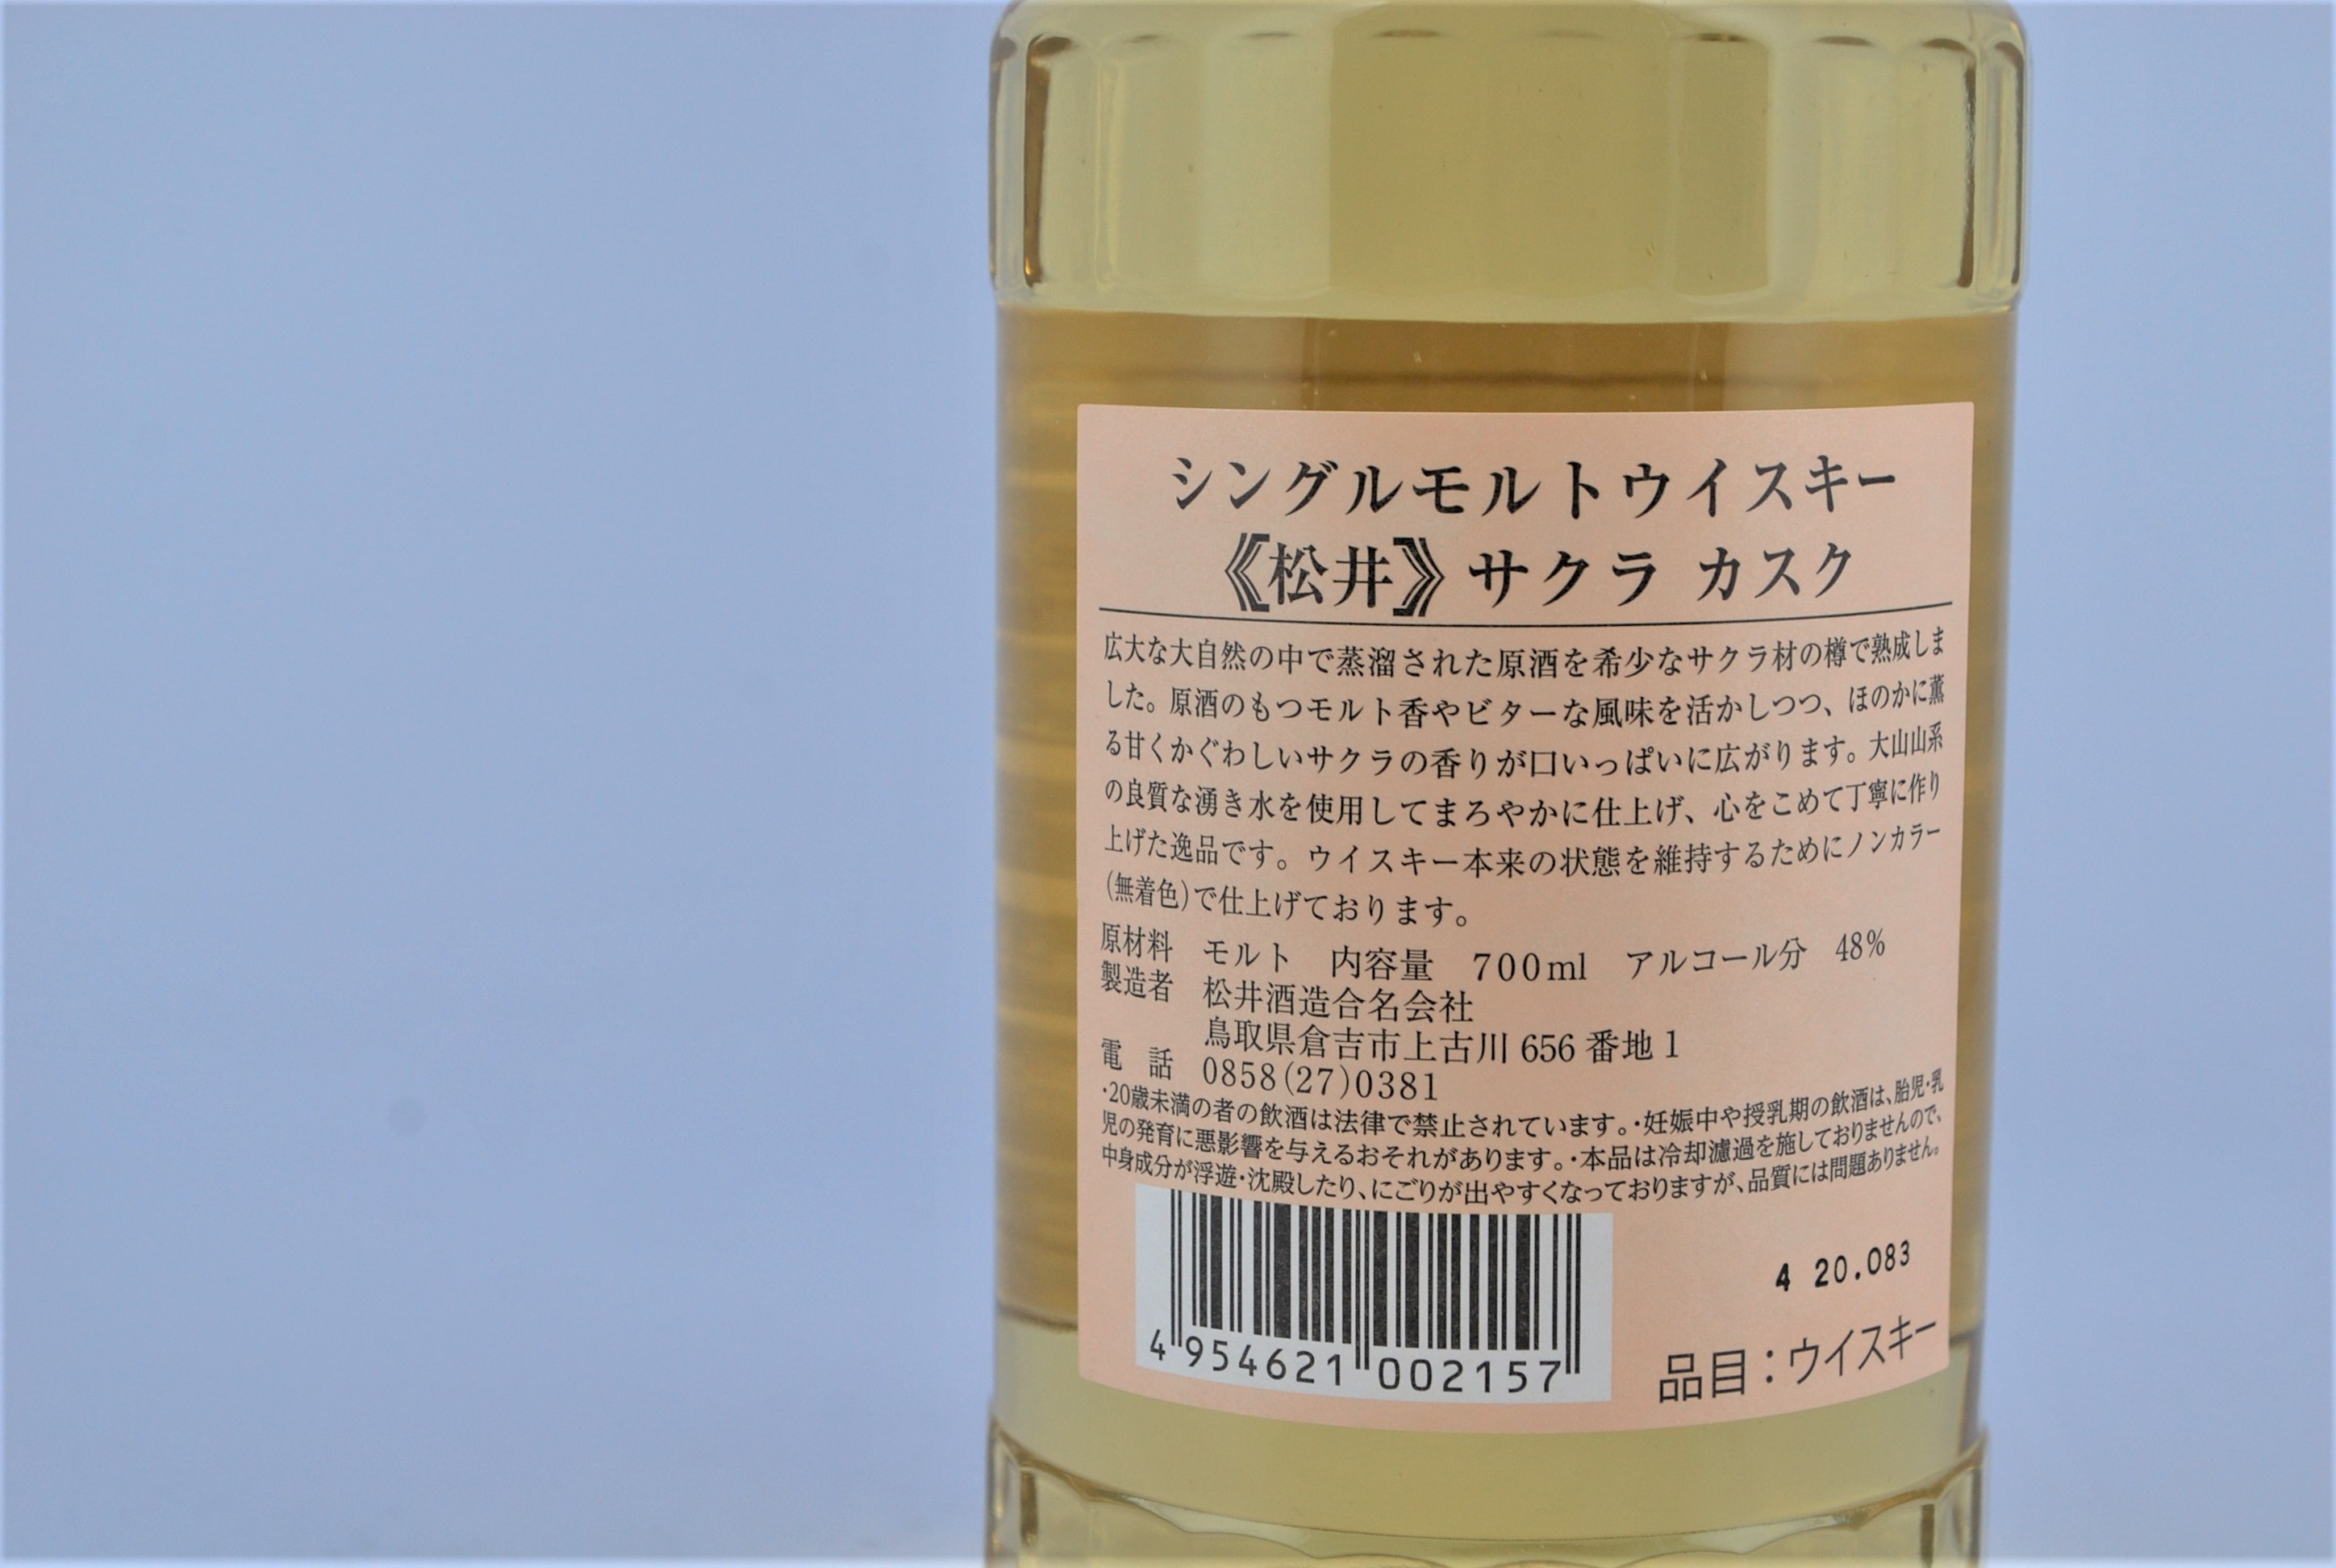 シングルモルトウイスキー
《松井》サクラ カスク
広大な大自然の中で蒸溜された原酒を希少なサクラ材の樽で熟成しま
した。原酒のもつモルト香やビターな風味を活かしつつ、ほのかに薫
る甘くかぐわしいサクラの香りが口いっぱいに広がります。大山山系
の良質な湧き水を使用してまろやかに仕上げ、心をこめて丁寧に作り
上げた逸品です。ウイスキー本来の状態を維持するためにノンカラー
(無着色)で仕上げております。
原材料 モルト 内容量 700ml アルコール分 48%
製造者 松井酒造合名会社
鳥取県倉吉市上古川 656 番地 1
電 話 0858(27)0381
・20歳未満の者の飲酒は法律で禁止されています。・妊娠中や授乳期の飲酒は、胎児・乳
児の発育に悪影響を与えるおそれがあります。・本品は冷却濾過を施しておりませんので、
中身成分が浮遊・沈殿したり、にごりが出やすくなっておりますが、品質には問題ありません。
4 20.083
4 954621 002157
品目：ウイスキー